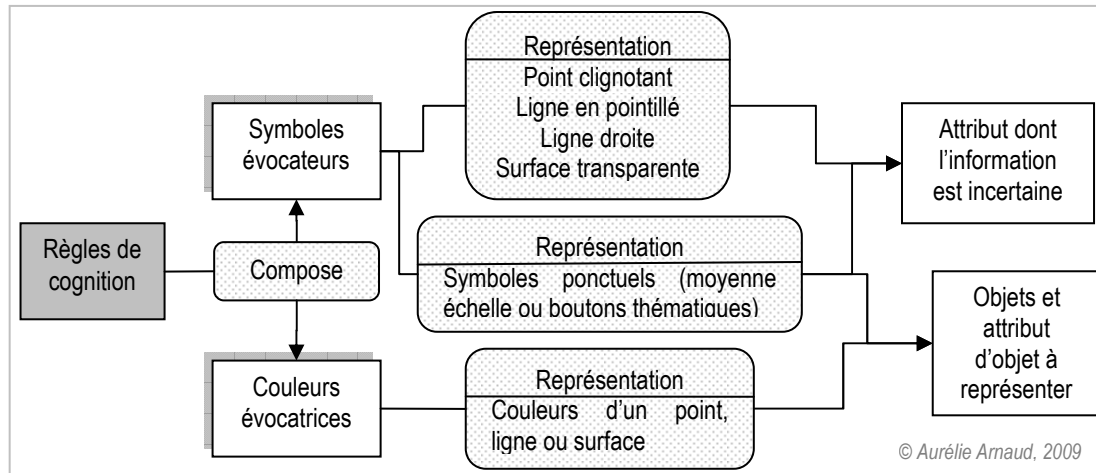 Règles de
cognition
Compose
Symboles
évocateurs
Couleurs
évocatrices
Représentation
Point clignotant
Ligne en pointillé
Ligne droite
Surface transparente
Représentation
Symboles ponctuels (moyenne
échelle ou boutons thématiques)
Représentation
Couleurs d'un point,
ligne ou surface
Attribut dont
l'information
est incertaine
Objets et
attribut
d'objet à
représenter
© Aurélie Arnaud, 2009